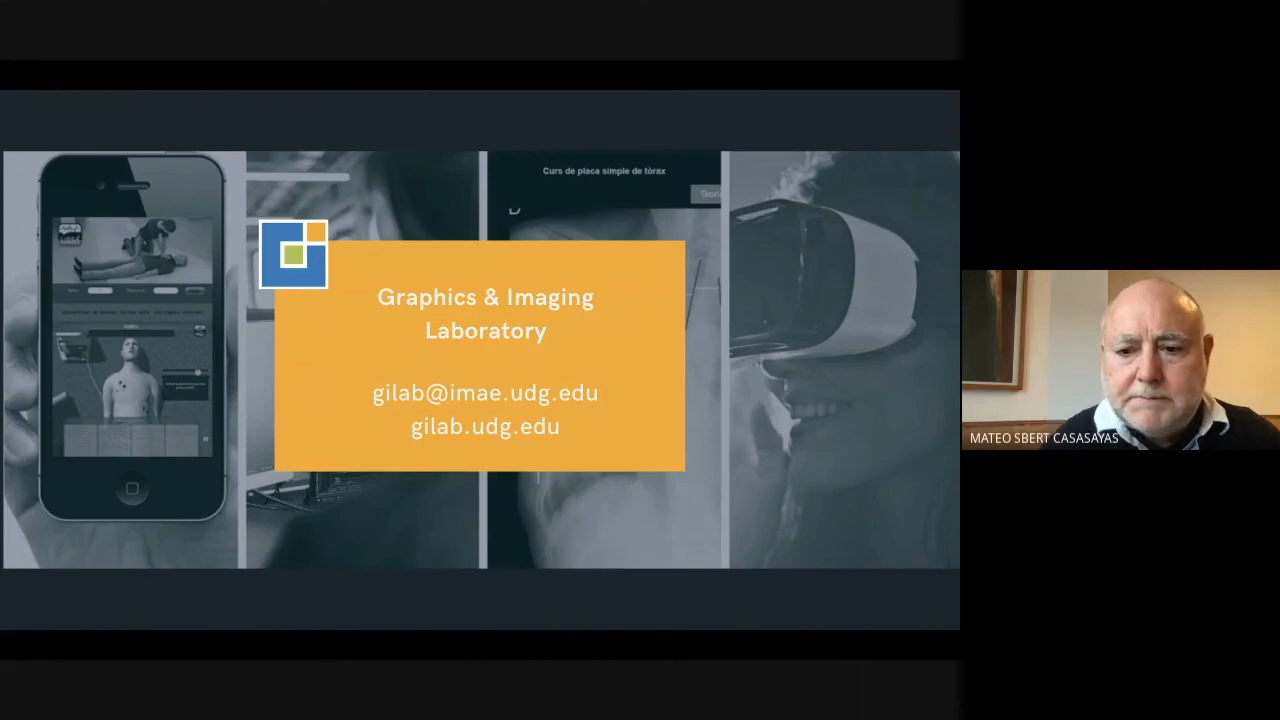 Curs de placa simple de tòrax
Graphics & Imaging
Laboratory
gilab@imae.udg.edu
gilab.udg.edu
MATEO SBERT CASASAYAS